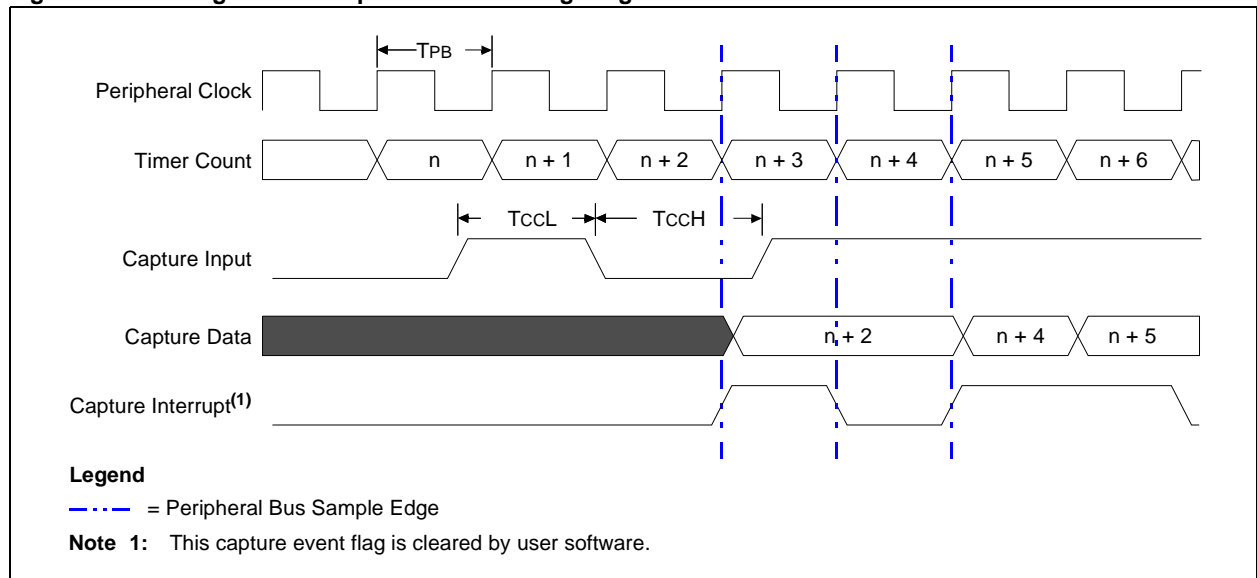 TPB
Peripheral Clock
Timer Count
n
n + 1
n + 2
n + 3
n + 4
n + 5
n + 6
TCCL
TCCH
Capture Input
Capture Data
n + 2
n + 4
n + 5
Capture Interrupt(1)
Legend
= Peripheral Bus Sample Edge
Note 1: This capture event flag is cleared by user software.